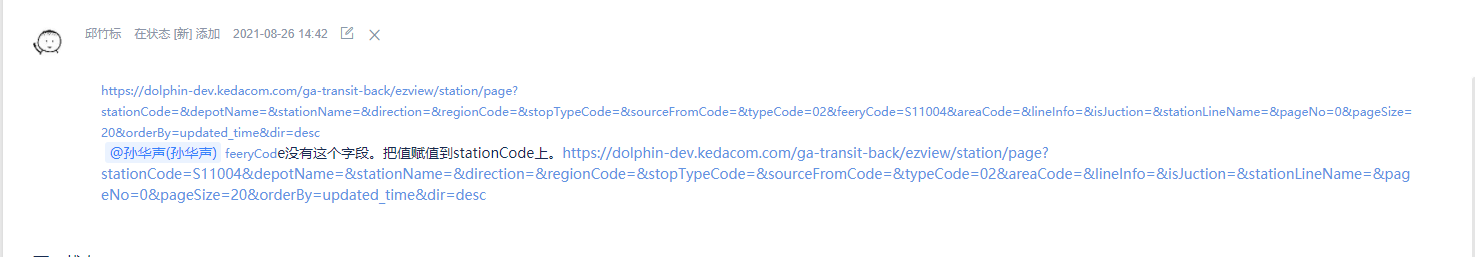 邱竹标 在状态 [新] 添加 2021-08-26 14:42
https://dolphin-dev.kedacom.com/ga-transit-back/ezview/station/page?
stationCode=&depotName=&stationName=&direction=&regionCode=&stopTypeCode=&sourceFromCode=&typeCode=02&feeryCode=S11004&areaCode=&lineInfo=&isJuction=&stationLineName=&pageNo=0&pageSize=
20&orderBy=updated_time&dir=desc
@孙华声(孙华声) feeryCode没有这个字段。把值赋值到stationCode上。https://dolphin-dev.kedacom.com/ga-transit-back/ezview/station/page?
stationCode=S11004&depotName=&stationName=&direction=&regionCode=&stopTypeCode=&sourceFromCode=&typeCode=02&areaCode=&lineInfo=&isJuction=&stationLineName=&pag
eNo=0&pageSize=20&orderBy=updated_time&dir=desc